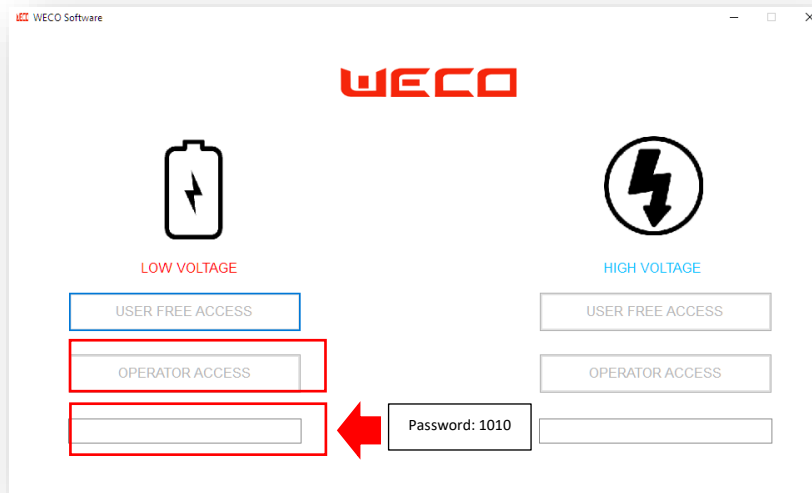 WECO WECO Software
WECO
LOW VOLTAGE
HIGH VOLTAGE
USER FREE ACCESS
USER FREE ACCESS
OPERATOR ACCESS
OPERATOR ACCESS
Password: 1010